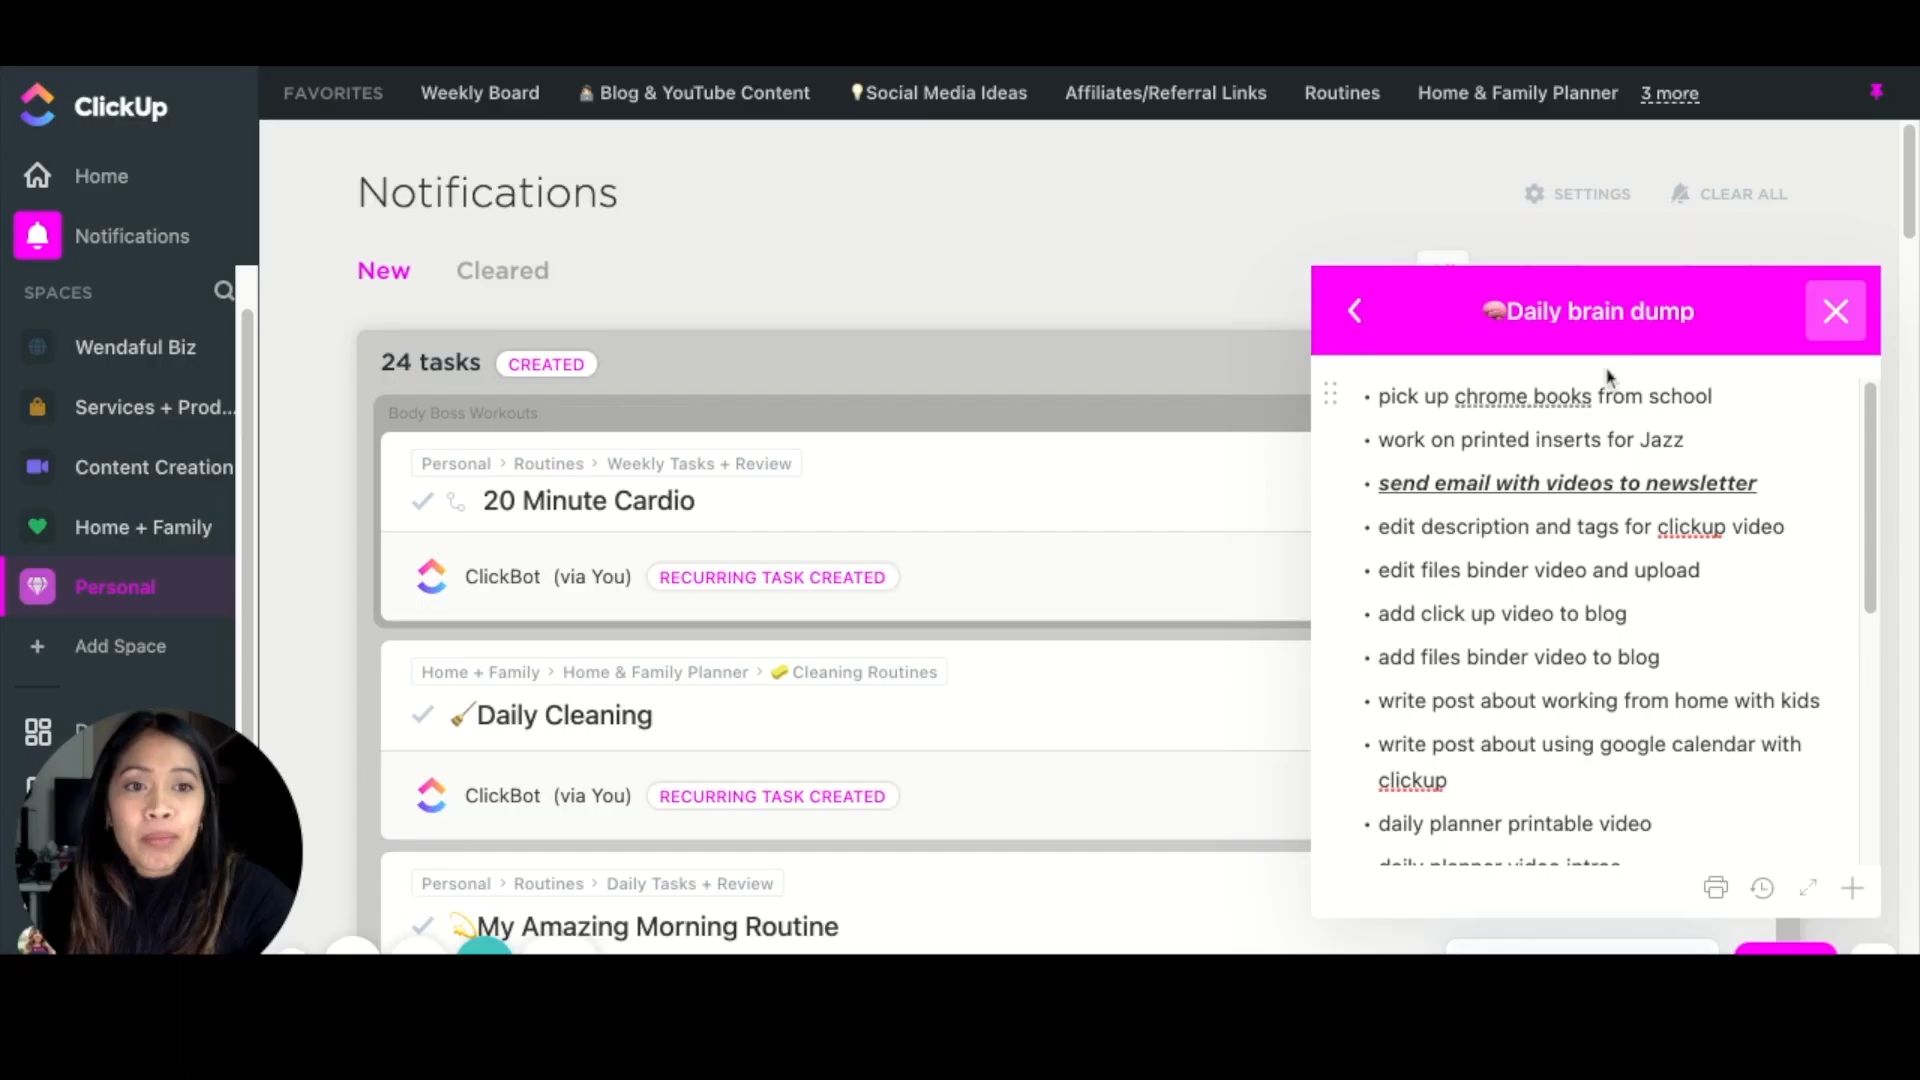 ClickUp
FAVORITES
Weekly Board
Blog & YouTube Content
Social Media Ideas
Affiliates/Referral Links
Routines
Home & Family Planner
3 more
Home
Notifications
SPACES
Wendaful Biz
Services + Prod...
Content Creation
Home + Family
Personal
+ Add Space
Notifications
SETTINGS
CLEAR ALL
New
Cleared
24 tasks
CREATED
Body Boss Workouts
Personal > Routines > Weekly Tasks + Review
20 Minute Cardio
ClickBot (via You) RECURRING TASK CREATED
Home + Family > Home & Family Planner > Cleaning Routines
Daily Cleaning
ClickBot (via You) RECURRING TASK CREATED
Personal > Routines > Daily Tasks + Review
My Amazing Morning Routine
Daily brain dump
• pick up chrome books from school
• work on printed inserts for Jazz
• send email with videos to newsletter
• edit description and tags for clickup video
• edit files binder video and upload
• add click up video to blog
• add files binder video to blog
• write post about working from home with kids
• write post about using google calendar with
clickup
• daily planner printable video
daily planner video intros